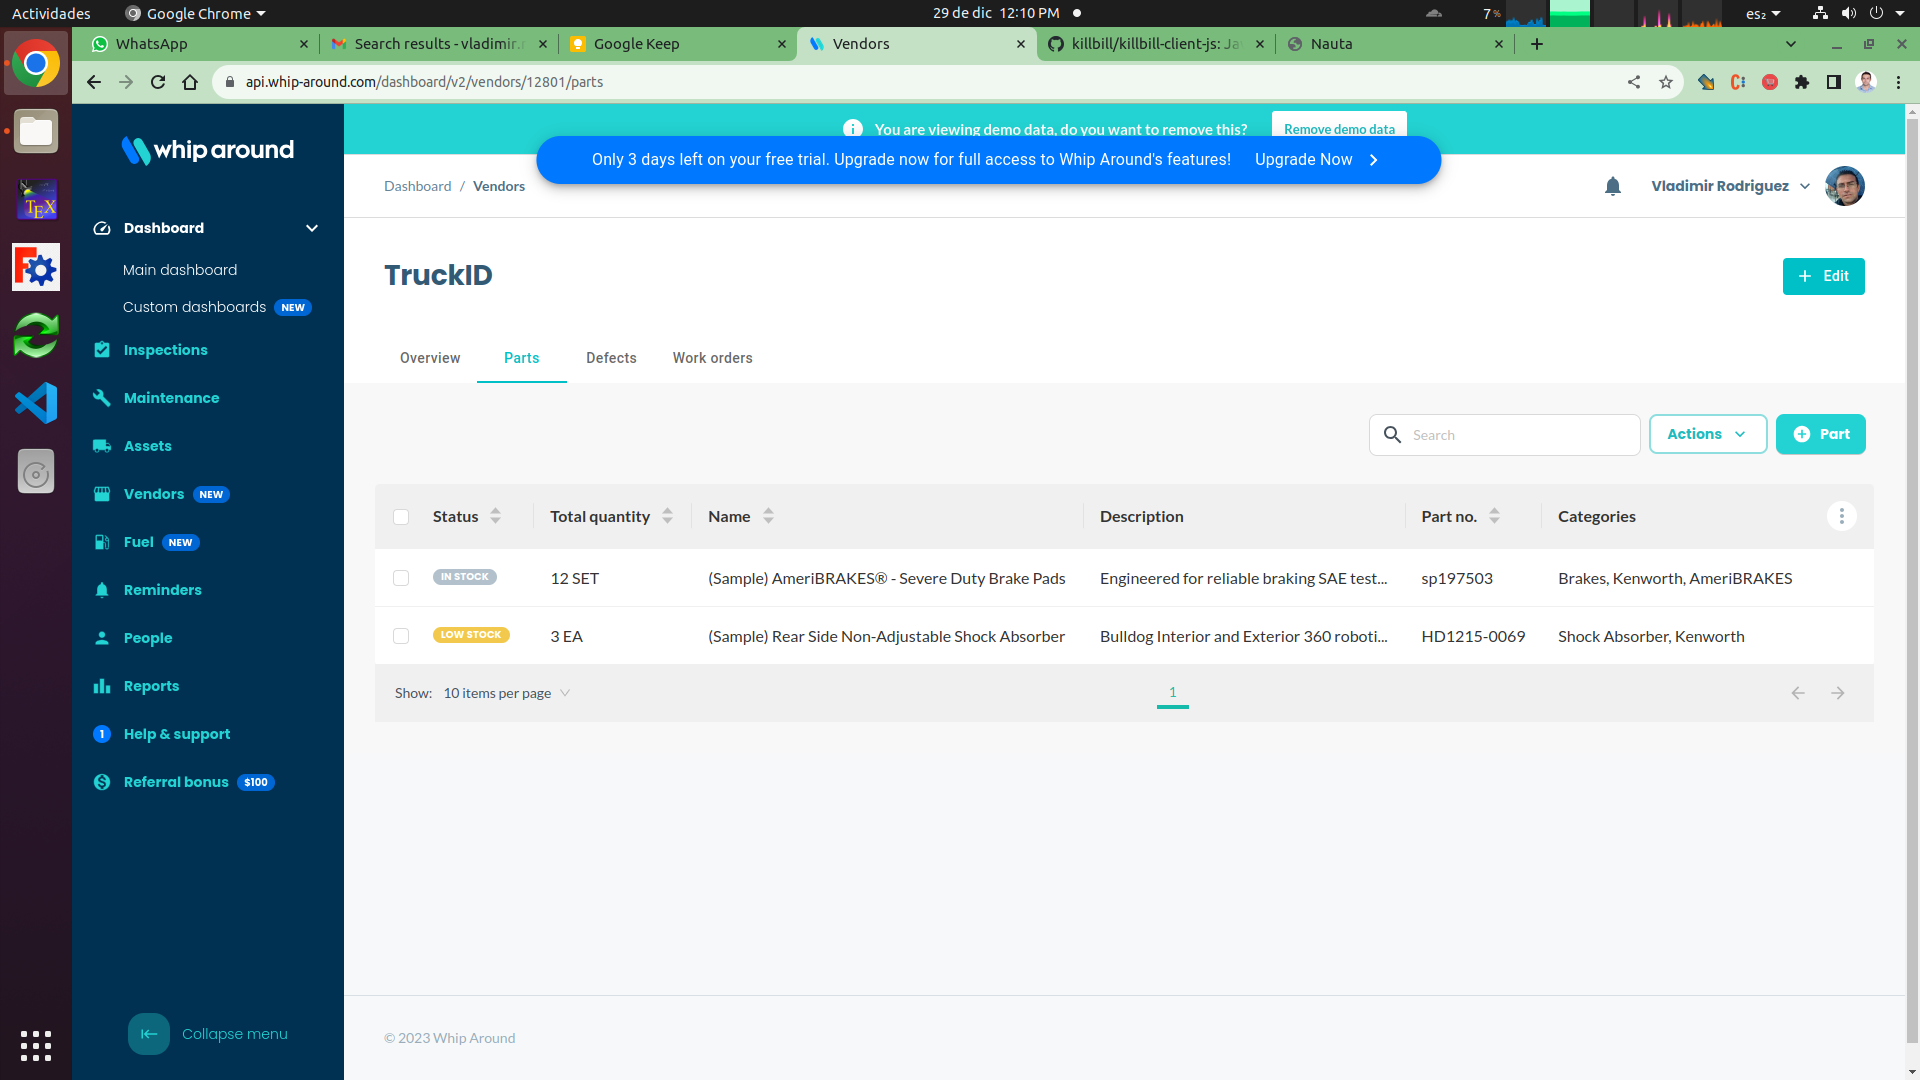 Actividades
Google Chrome
29 de dic 12:10 PM
7 %
es₂
WhatsApp
Search results - vladimir.r
Google Keep
Vendors
killbill/killbill-client-js: Ja
Nauta
api.whip-around.com/dashboard/v2/vendors/12801/parts
whip around
You are viewing demo data, do you want to remove this?
Remove demo data
Only 3 days left on your free trial. Upgrade now for full access to Whip Around's features!
Upgrade Now
Dashboard / Vendors
Vladimir Rodriguez
Dashboard
Main dashboard
Custom dashboards NEW
Inspections
Maintenance
Assets
Vendors NEW
Fuel NEW
Reminders
People
Reports
1 Help & support
Referral bonus $100
Collapse menu
TruckID
Edit
Overview
Parts
Defects
Work orders
Search
Actions
Part
Status Total quantity Name Description Part no. Categories
IN STOCK 12 SET (Sample) AmeriBRAKES® - Severe Duty Brake Pads Engineered for reliable braking SAE test... sp197503 Brakes, Kenworth, AmeriBRAKES
LOW STOCK 3 EA (Sample) Rear Side Non-Adjustable Shock Absorber Bulldog Interior and Exterior 360 roboti... HD1215-0069 Shock Absorber, Kenworth
Show: 10 items per page
1
© 2023 Whip Around
TEX